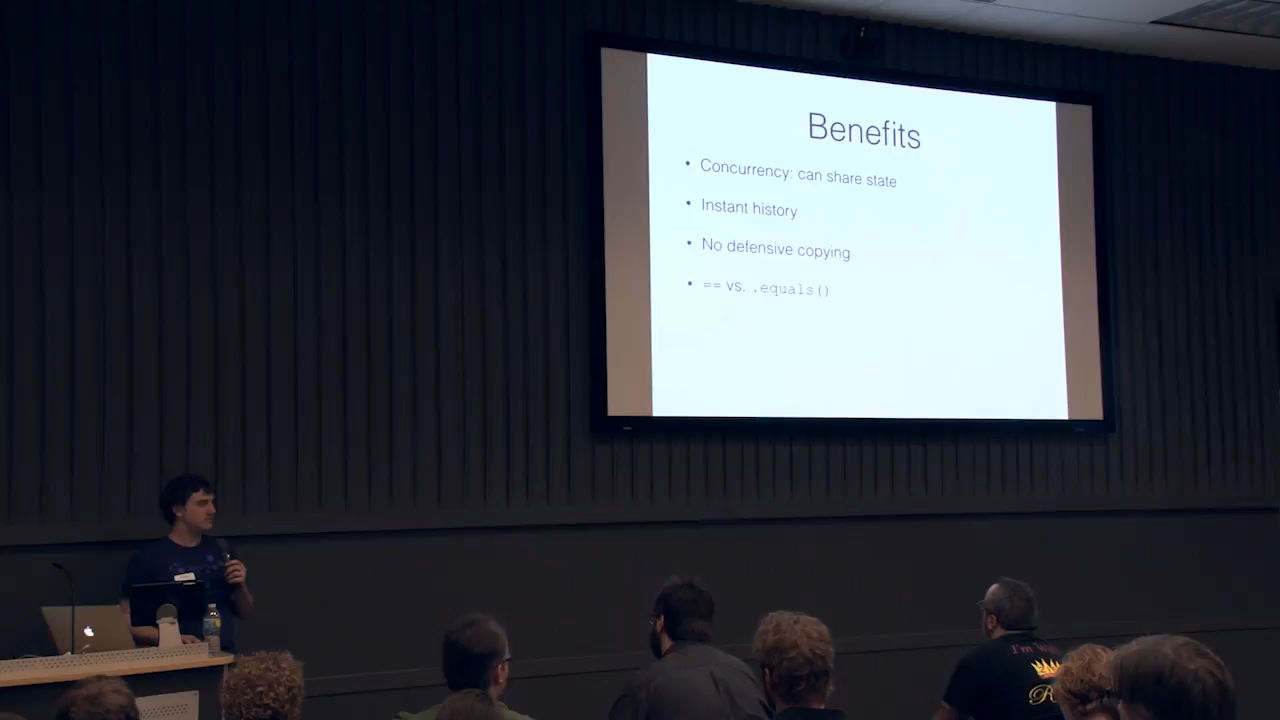 Benefits
• Concurrency: can share state
• Instant history
• No defensive copying
• == vs. .equals()
I'm
R